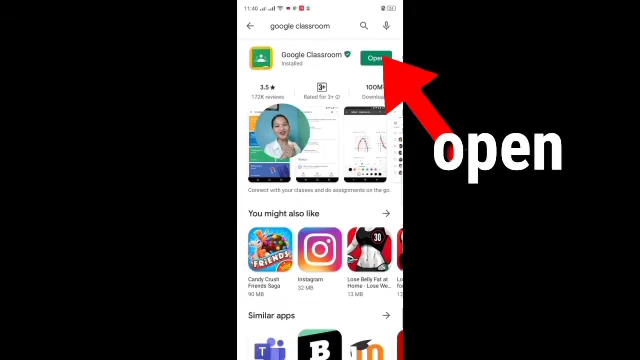 11:40
google classroom
Google Classroom
Installed
Open
3.5★
172K reviews
3+
Rated for 3+
100M+
Downloads
open
Connect with your classes and do assignments on the go.
You might also like
Candy Crush
Friends Saga
90 MB
Instagram
32 MB
Lose Belly Fat at
Home - Lose We...
13 MB
Similar apps